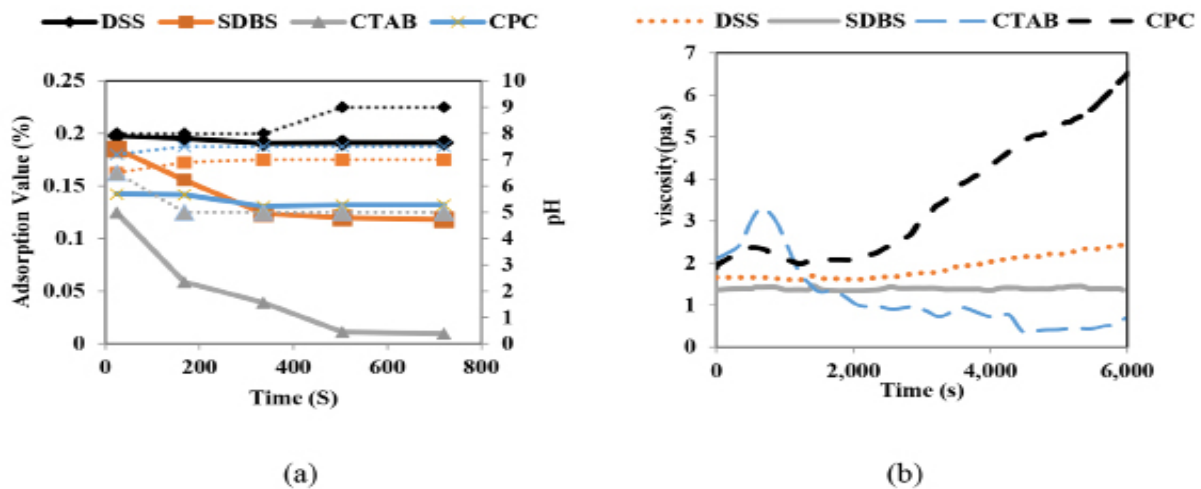 DSS SDBS CTAB CPC
Adsorption Value (%)
0.25
0.2
0.15
0.1
0.05
0
10
9
8
7
6
5
4
3
2
1
0
pH
0 200 400 600 800
Time (S)
(a)
DSS SDBS CTAB CPC
viscosity(pa.s)
7
6
5
4
3
2
1
0
0 2,000 4,000 6,000
Time (s)
(b)